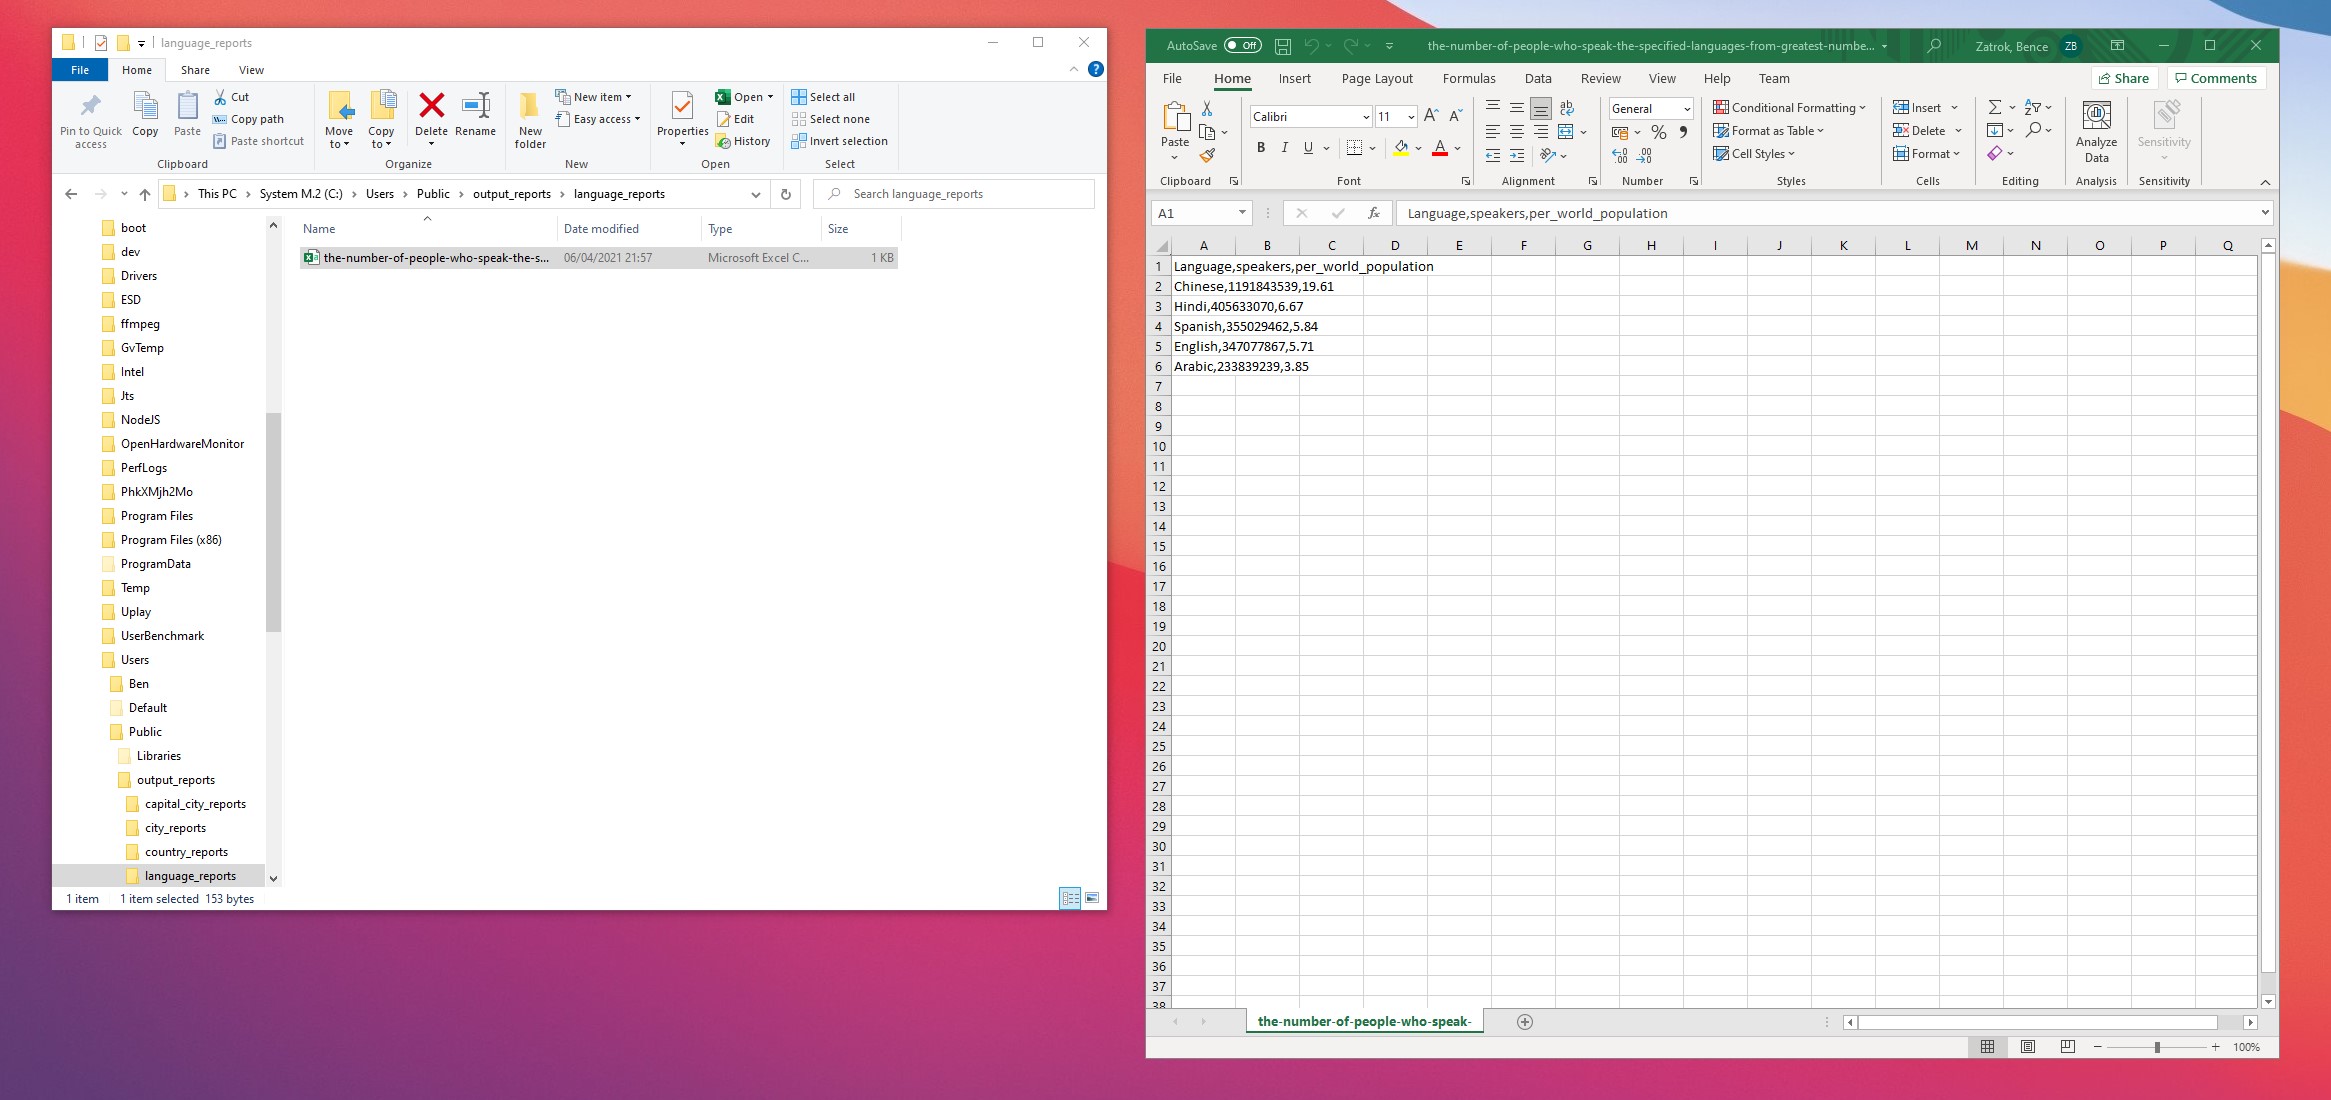 language_reports
File Home Share View
Pin to Quick access
Copy
Paste
Cut
Copy path
Paste shortcut
Clipboard
Move to
Copy to
Delete
Rename
Organize
New folder
New item
Easy access
New
Properties
Open
Edit
History
Open
Select all
Select none
Invert selection
Select
This PC > System M.2 (C:) > Users > Public > output_reports > language_reports
Search language_reports
boot
dev
Drivers
ESD
ffmpeg
GvTemp
Intel
Jts
NodeJS
OpenHardwareMonitor
PerfLogs
PhkXMjh2Mo
Program Files
Program Files (x86)
ProgramData
Temp
Uplay
UserBenchmark
Users
Ben
Default
Public
Libraries
output_reports
capital_city_reports
city_reports
country_reports
language_reports
Name Date modified Type Size
the-number-of-people-who-speak-the-s... 06/04/2021 21:57 Microsoft Excel C... 1 KB
1 item 1 item selected 153 bytes
AutoSave Off the-number-of-people-who-speak-the-specified-languages-from-greatest-numbe... Zatrok, Bence ZB
File Home Insert Page Layout Formulas Data Review View Help Team Share Comments
Paste
Clipboard
Calibri 11
B I U A
Font
ab
Alignment
General
%
Number
Conditional Formatting
Format as Table
Cell Styles
Styles
Insert
Delete
Format
Cells
Editing
Analyze Data
Analysis
Sensitivity
Sensitivity
A1 fx Language,speakers,per_world_population
A B C D E F G H I J K L M N O P Q
1 Language,speakers,per_world_population
2 Chinese,1191843539,19.61
3 Hindi,405633070,6.67
4 Spanish,355029462,5.84
5 English,347077867,5.71
6 Arabic,233839239,3.85
7
8
9
10
11
12
13
14
15
16
17
18
19
20
21
22
23
24
25
26
27
28
29
30
31
32
33
34
35
36
37
38
the-number-of-people-who-speak-
100%